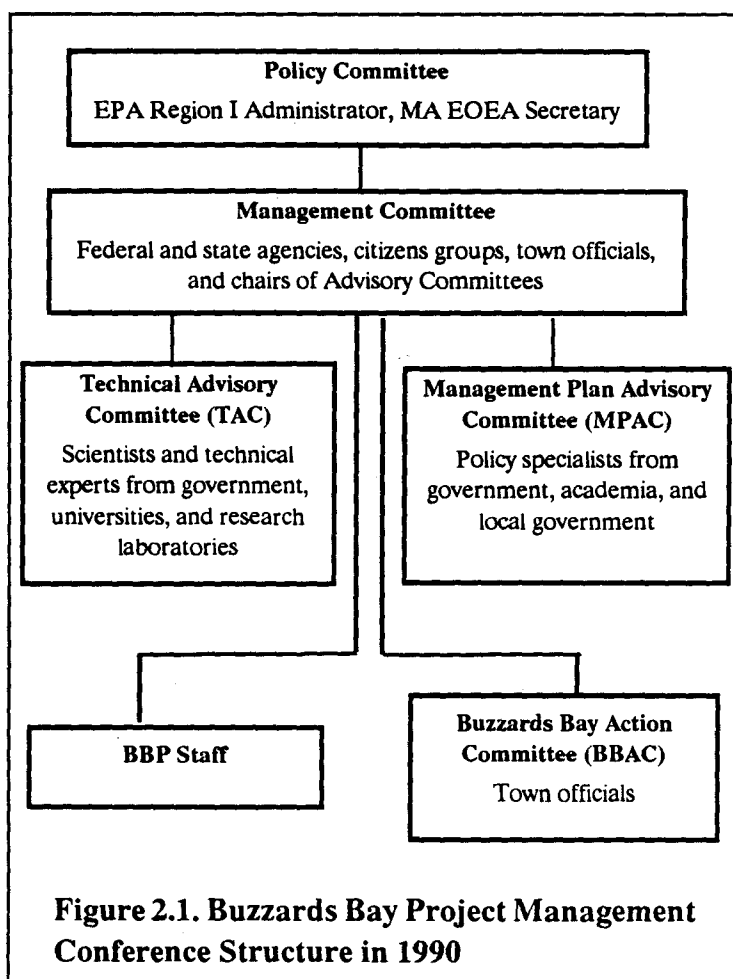 Policy Committee
EPA Region I Administrator, MA EOEA Secretary
Management Committee
Federal and state agencies, citizens groups, town officials,
and chairs of Advisory Committees
Technical Advisory
Committee (TAC)
Scientists and technical
experts from government,
universities, and research
laboratories
Management Plan Advisory
Committee (MPAC)
Policy specialists from
government, academia, and
local government
BBP Staff
Buzzards Bay Action
Committee (BBAC)
Town officials
Figure 2.1. Buzzards Bay Project Management
Conference Structure in 1990